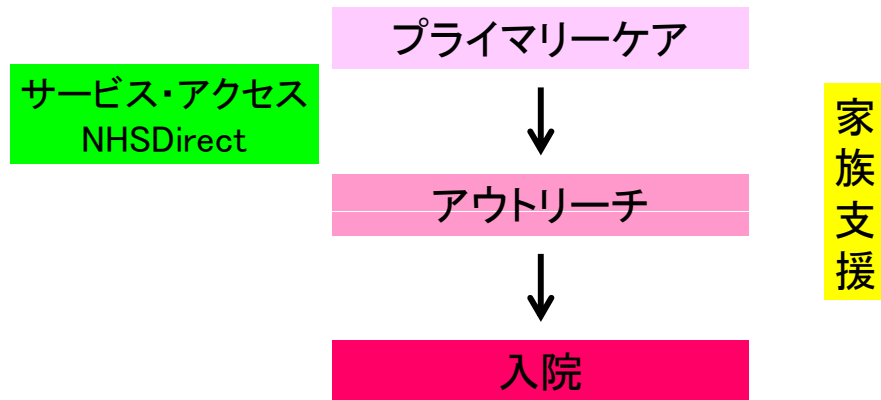 プライマリーケア
サービス・アクセス
NHSDirect
アウトリーチ
入院
家族支援